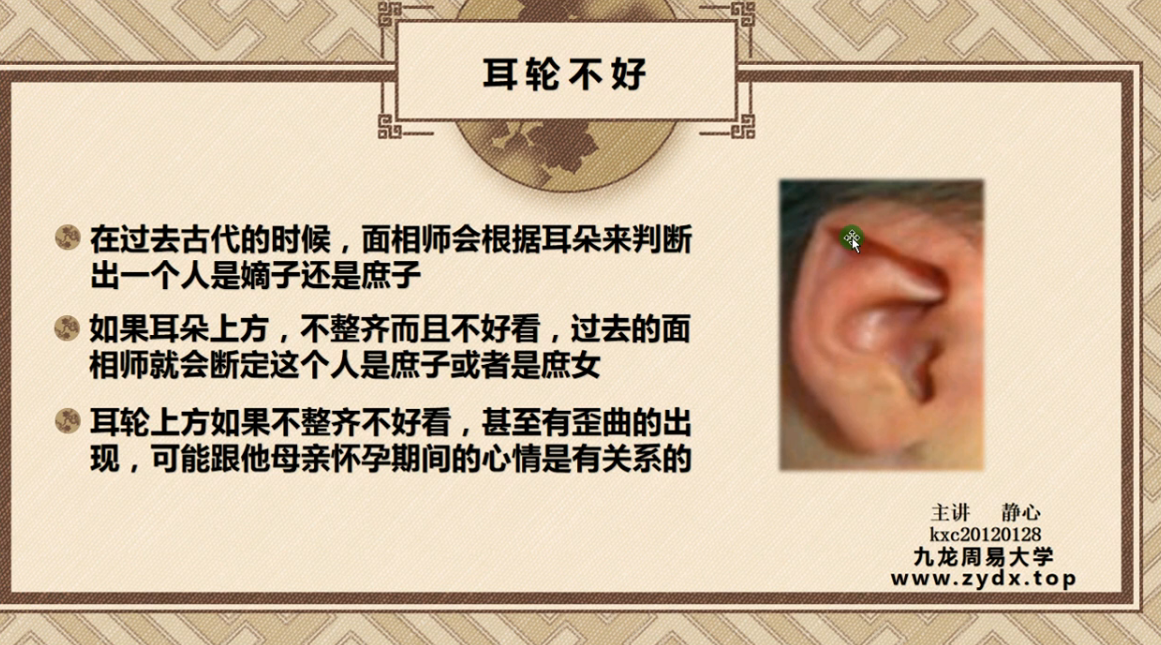 耳轮不好
在过去古代的时候，面相师会根据耳朵来判断
出一个人是嫡子还是庶子
如果耳朵上方，不整齐而且不好看，过去的面
相师就会断定这个人是庶子或者是庶女
耳轮上方如果不整齐不好看，甚至有歪曲的出
现，可能跟他母亲怀孕期间的心情是有关系的
主讲 静心
kxc20120128
九龙周易大学
www.zydx.top